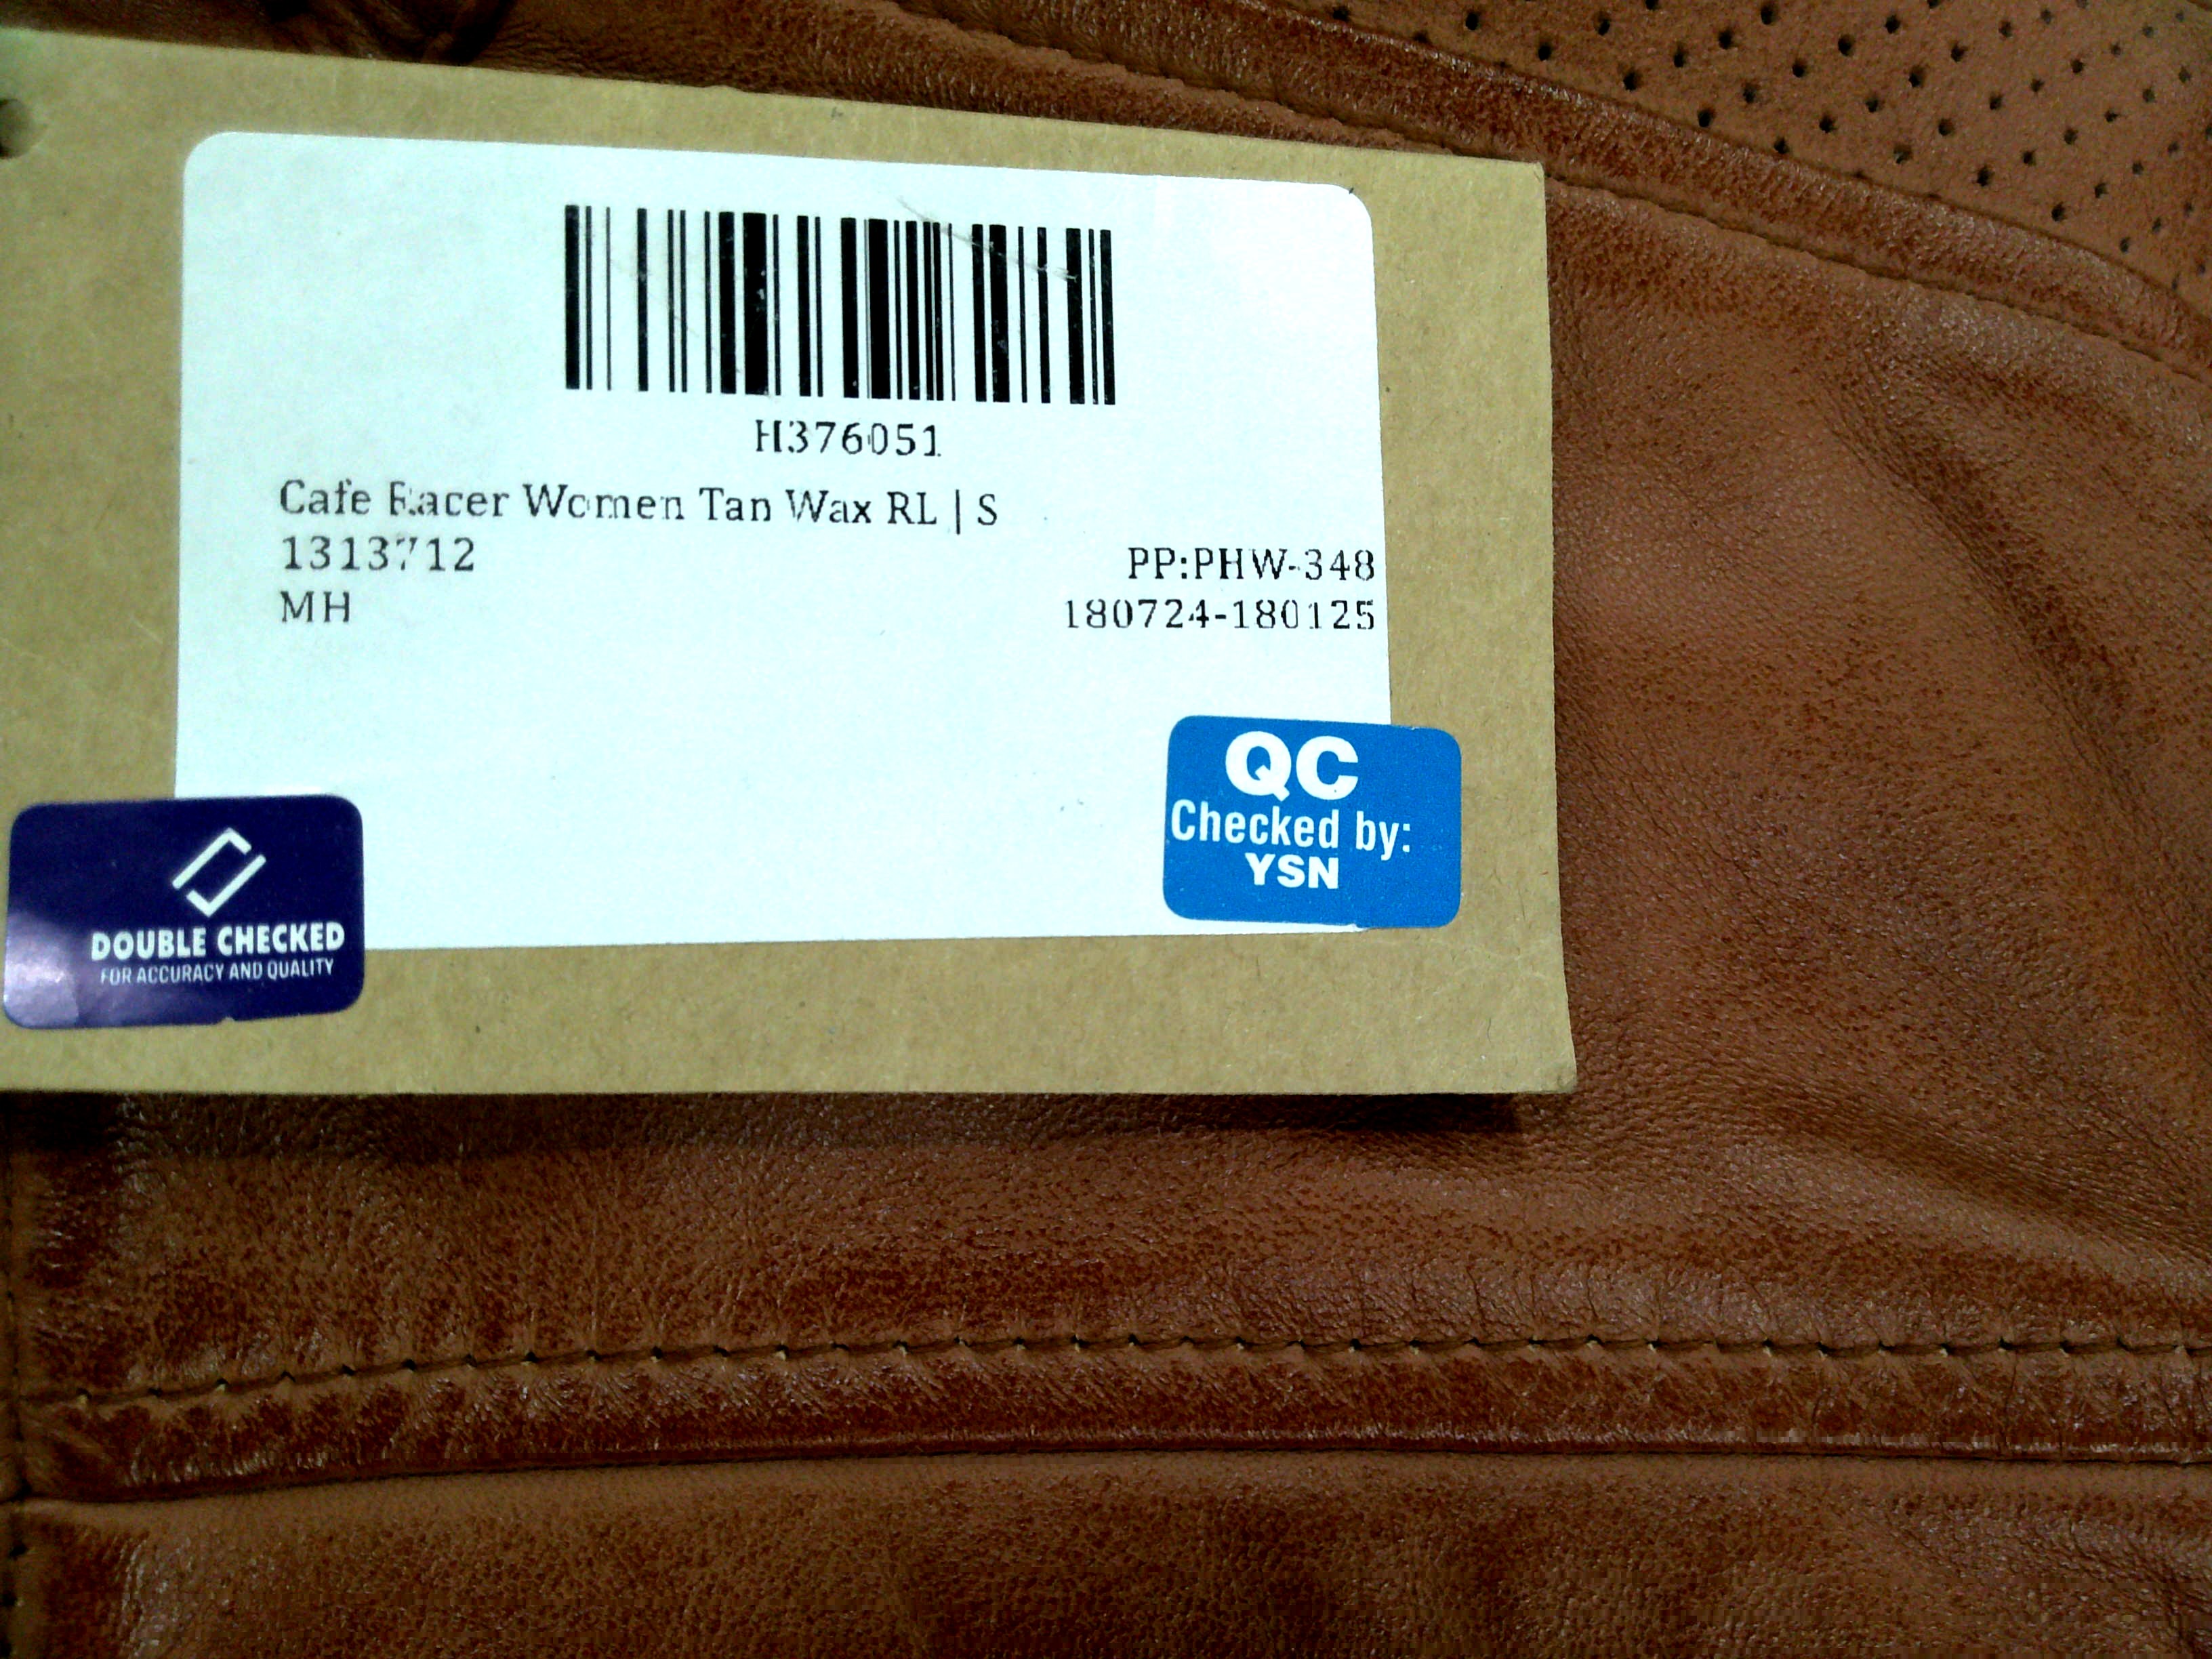 H376051
Cafe Racer Women Tan Wax RL | S
1313712
PP:PHW-348
MH
180724-180125
QC
Checked by:
YSN
DOUBLE CHECKED
FOR ACCURACY AND QUALITY